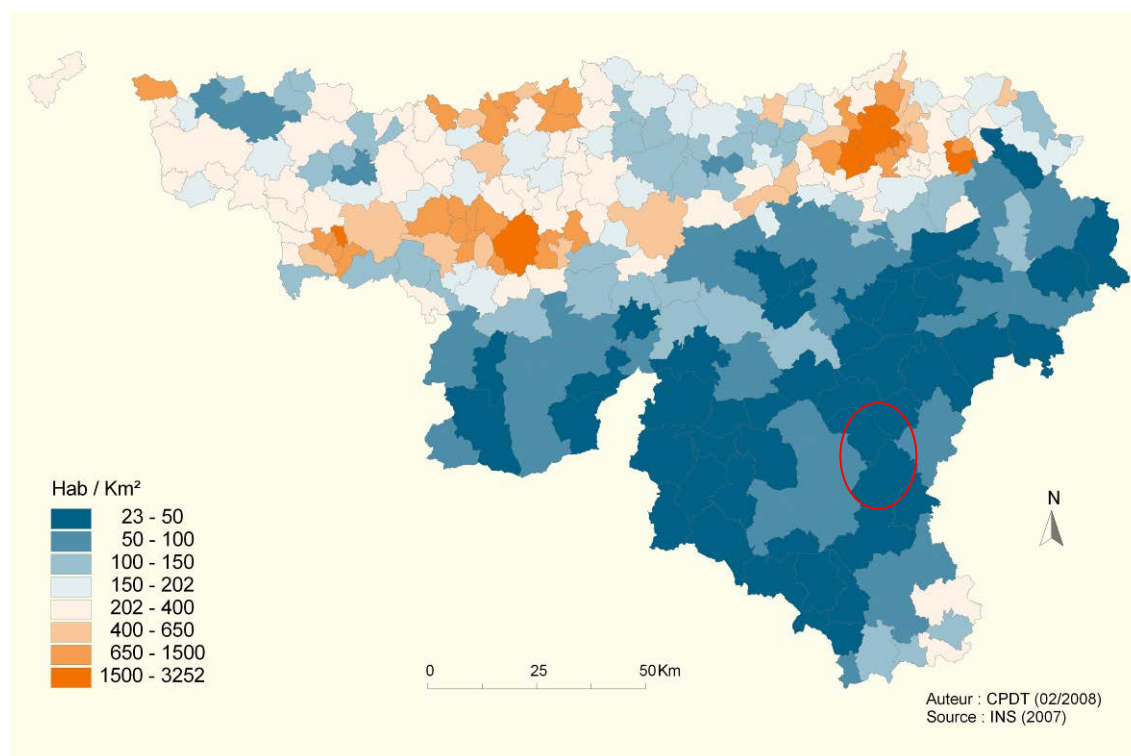 Hab / Km²
23 - 50
50 - 100
100 - 150
150 - 202
202 - 400
400 - 650
650 - 1500
1500 - 3252
N
0 25 50Km
Auteur : CPDT (02/2008)
Source : INS (2007)